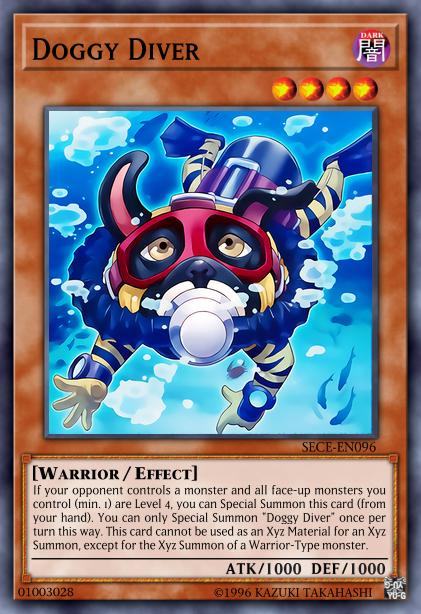 DOGGY DIVER
DARK
闇
SECE-EN096
[WARRIOR / EFFECT]
If your opponent controls a monster and all face-up monsters you
control (min. 1) are Level 4, you can Special Summon this card (from
your hand). You can only Special Summon "Doggy Diver" once per
turn this way. This card cannot be used as an Xyz Material for an Xyz
Summon, except for the Xyz Summon of a Warrior-Type monster.
ATK/1000 DEF/1000
01003028
©1996 KAZUKI TAKAHASHI